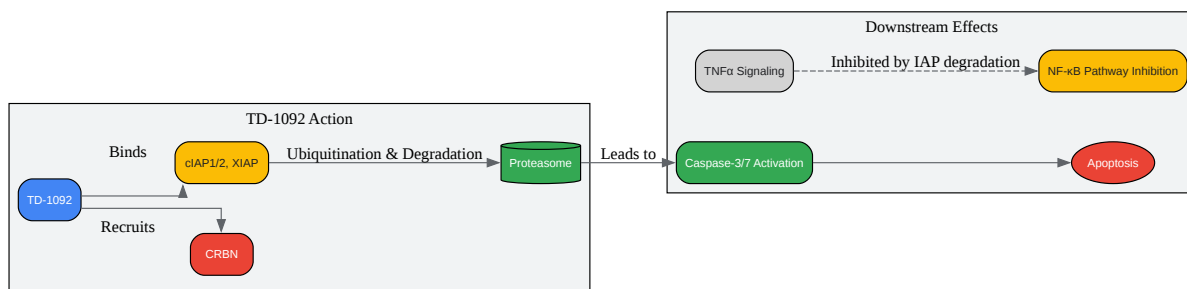 Downstream Effects
TNFα Signaling
Inhibited by IAP degradation
NF-κB Pathway Inhibition
TD-1092 Action
Binds
cIAP1/2, XIAP
Ubiquitination & Degradation
Proteasome
Leads to
Caspase-3/7 Activation
Apoptosis
TD-1092
Recruits
CRBN